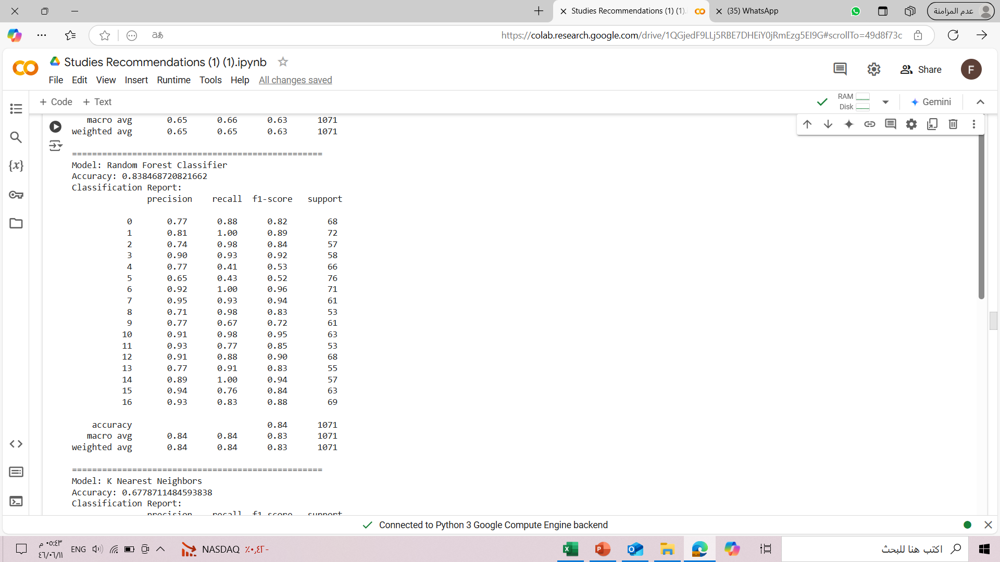 Studies Recommendations (1) (1).
(35) WhatsApp
عدم المزامنة
https://colab.research.google.com/drive/1QGjedF9LLj5RBE7DHEiY0jRmEzg5EI9G#scrollTo=49d8f73c
Studies Recommendations (1) (1).ipynb
File Edit View Insert Runtime Tools Help All changes saved
Share
F
+ Code + Text
RAM
Disk
Gemini
macro avg 0.65 0.66 0.63 1071
weighted avg 0.65 0.65 0.63 1071
==================================================
Model: Random Forest Classifier
Accuracy: 0.838468720821662
Classification Report:
precision recall f1-score support
0 0.77 0.88 0.82 68
1 0.81 1.00 0.89 72
2 0.74 0.98 0.84 57
3 0.90 0.93 0.92 58
4 0.77 0.41 0.53 66
5 0.65 0.43 0.52 76
6 0.92 1.00 0.96 71
7 0.95 0.93 0.94 61
8 0.71 0.98 0.83 53
9 0.77 0.67 0.72 61
10 0.91 0.98 0.95 63
11 0.93 0.77 0.85 53
12 0.91 0.88 0.90 68
13 0.77 0.91 0.83 55
14 0.89 1.00 0.94 57
15 0.94 0.76 0.84 63
16 0.93 0.83 0.88 69
accuracy 0.84 1071
macro avg 0.84 0.84 0.83 1071
weighted avg 0.84 0.84 0.83 1071
==================================================
Model: K Nearest Neighbors
Accuracy: 0.6778711484593838
Classification Report:
precision recall f1-score support
Connected to Python 3 Google Compute Engine backend
٠٥:٤٣ م
٤٦/٠٦/١١
ENG
NASDAQ ٪٠٫٤٢-
اكتب هنا للبحث